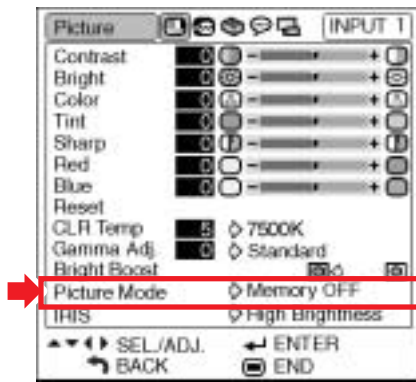 Picture INPUT 1
Contrast 0 - +
Bright 0 - +
Color 0 - +
Tint 0 - +
Sharp 0 - +
Red 0 - +
Blue 0 - +
Reset
CLR Temp 5 7500K
Gamma Adj. 0 Standard
Bright Boost
Picture Mode Memory OFF
IRIS High Brightness
SEL./ADJ. ENTER
BACK END